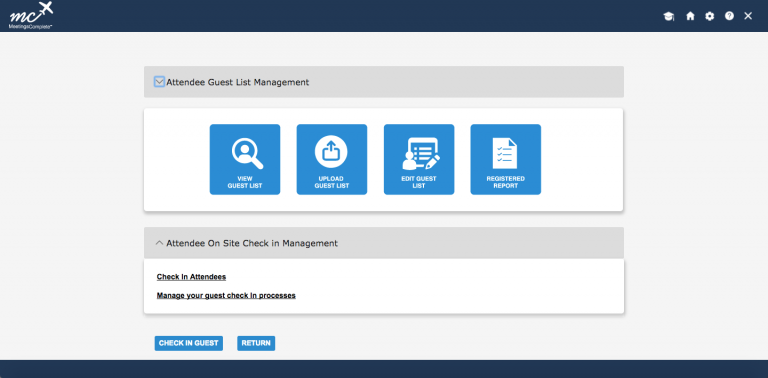 mc
MeetingsComplete™
Attendee Guest List Management
VIEW
GUEST LIST
UPLOAD
GUEST LIST
EDIT GUEST
LIST
REGISTERED
REPORT
Attendee On Site Check in Management
Check In Attendees
Manage your guest check In processes
CHECK IN GUEST
RETURN